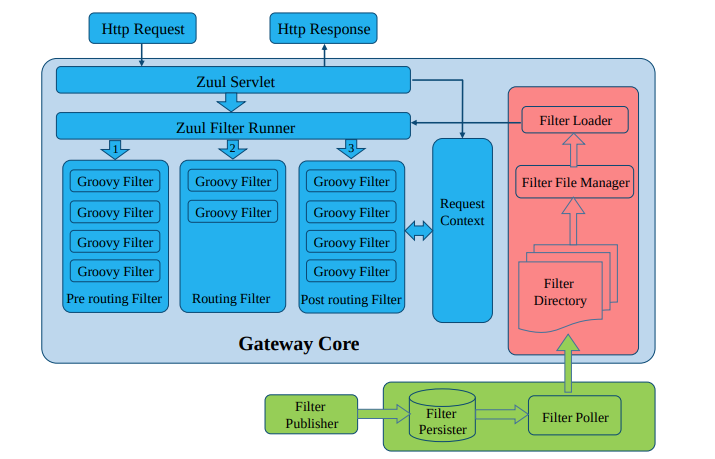 Http Request
Http Response
Zuul Servlet
Zuul Filter Runner
1
2
3
Groovy Filter
Groovy Filter
Groovy Filter
Groovy Filter
Pre routing Filter
Groovy Filter
Groovy Filter
Routing Filter
Groovy Filter
Groovy Filter
Groovy Filter
Groovy Filter
Post routing Filter
Request
Context
Filter Loader
Filter File Manager
Filter
Directory
Gateway Core
Filter
Publisher
Filter
Persister
Filter Poller